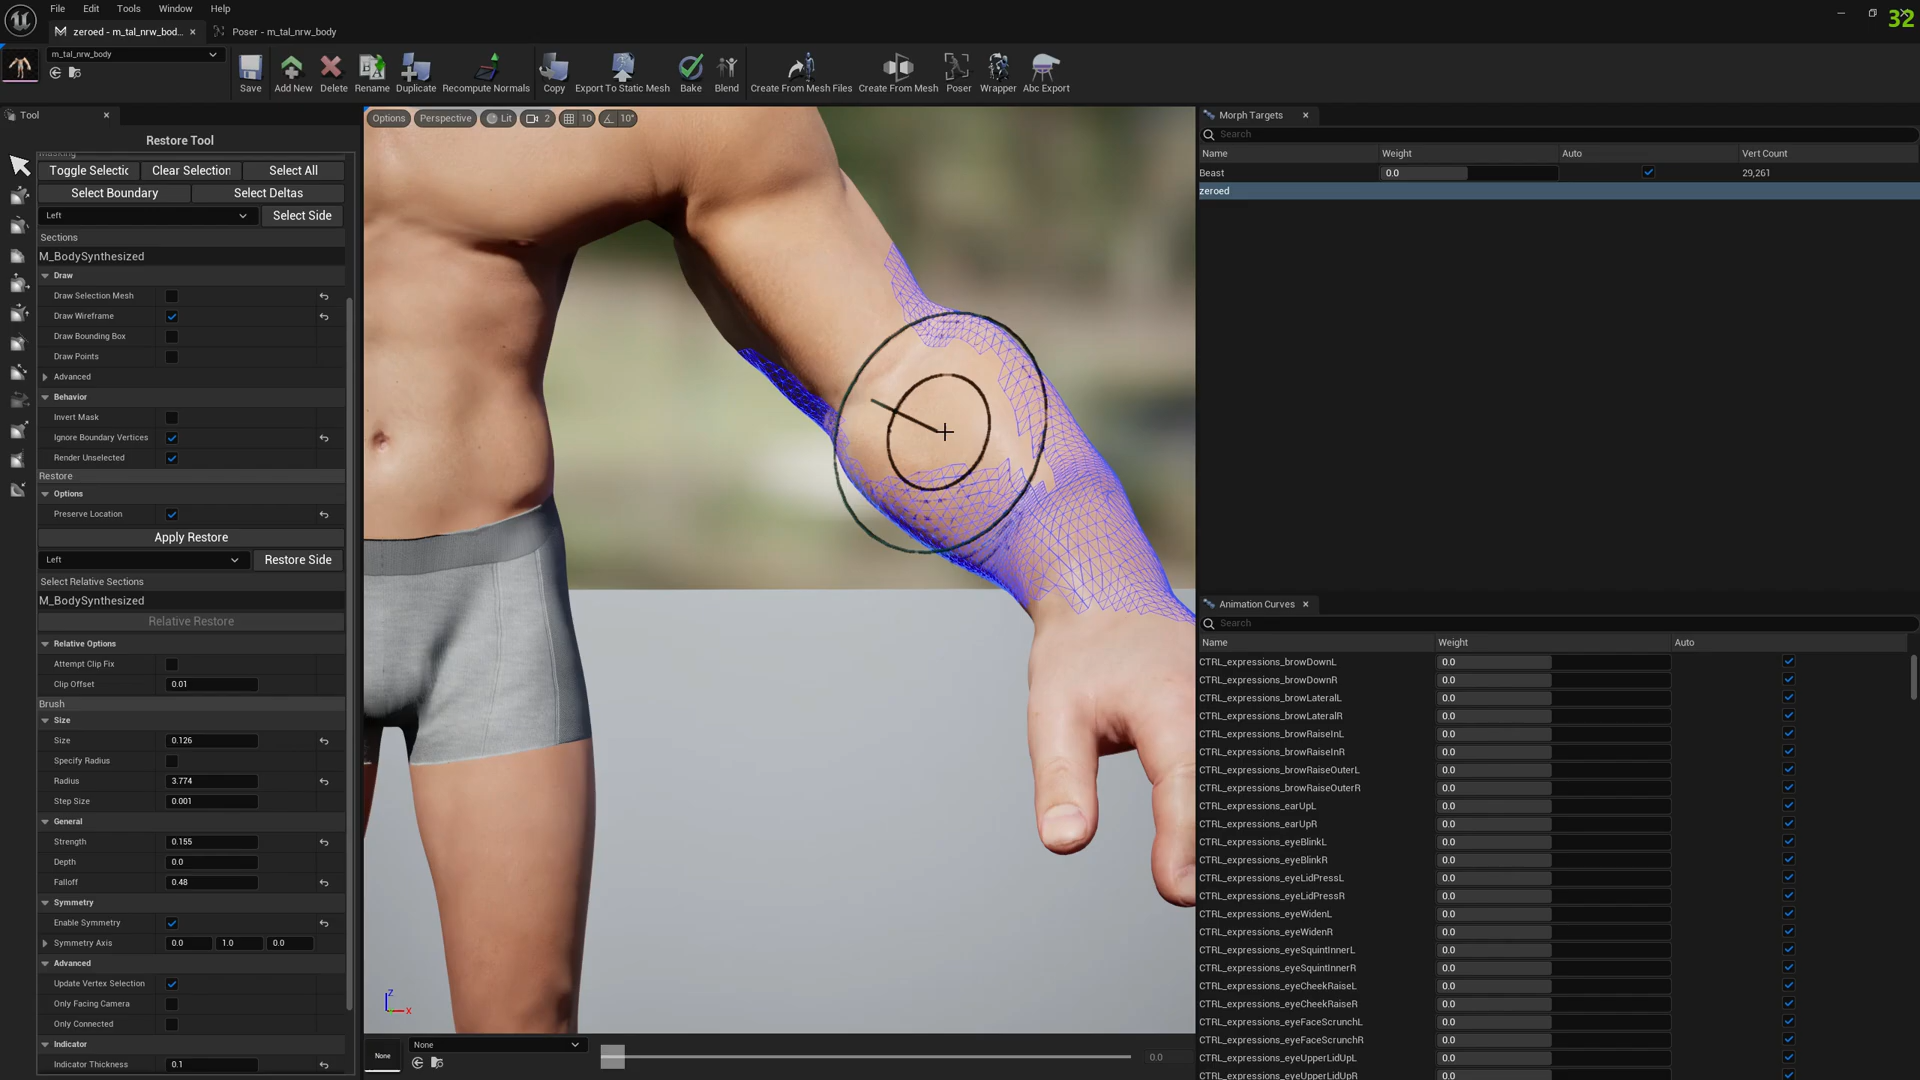 File Edit Tools Window Help
32
zeroed - m_tal_nrw_bod...
Poser - m_tal_nrw_body
m_tal_nrw_body
Save
Add New
Delete
Rename
Duplicate
Recompute Normals
Copy
Export To Static Mesh
Bake
Blend
Create From Mesh Files
Create From Mesh
Poser
Wrapper
Abc Export
Tool
Restore Tool
Masking
Toggle Selectic
Clear Selection
Select All
Select Boundary
Select Deltas
Left
Select Side
Sections
M_BodySynthesized
Draw
Draw Selection Mesh
Draw Wireframe
Draw Bounding Box
Draw Points
Advanced
Behavior
Invert Mask
Ignore Boundary Vertices
Render Unselected
Restore
Options
Preserve Location
Apply Restore
Left
Restore Side
Select Relative Sections
M_BodySynthesized
Relative Restore
Relative Options
Attempt Clip Fix
Clip Offset 0.01
Brush
Size
Size 0.126
Specify Radius
Radius 3.774
Step Size 0.001
General
Strength 0.155
Depth 0.0
Falloff 0.48
Symmetry
Enable Symmetry
Symmetry Axis 0.0 1.0 0.0
Advanced
Update Vertex Selection
Only Facing Camera
Only Connected
Indicator
Indicator Thickness 0.1
Options
Perspective
Lit
2
10
10°
Z
X
None
None
0.0
Morph Targets
Search
Name Weight Auto Vert Count
Beast 0.0 29,261
zeroed
Animation Curves
Search
Name Weight Auto
CTRL_expressions_browDownL 0.0
CTRL_expressions_browDownR 0.0
CTRL_expressions_browLateralL 0.0
CTRL_expressions_browLateralR 0.0
CTRL_expressions_browRaiseInL 0.0
CTRL_expressions_browRaiseInR 0.0
CTRL_expressions_browRaiseOuterL 0.0
CTRL_expressions_browRaiseOuterR 0.0
CTRL_expressions_earUpL 0.0
CTRL_expressions_earUpR 0.0
CTRL_expressions_eyeBlinkL 0.0
CTRL_expressions_eyeBlinkR 0.0
CTRL_expressions_eyeLidPressL 0.0
CTRL_expressions_eyeLidPressR 0.0
CTRL_expressions_eyeWidenL 0.0
CTRL_expressions_eyeWidenR 0.0
CTRL_expressions_eyeSquintInnerL 0.0
CTRL_expressions_eyeSquintInnerR 0.0
CTRL_expressions_eyeCheekRaiseL 0.0
CTRL_expressions_eyeCheekRaiseR 0.0
CTRL_expressions_eyeFaceScrunchL 0.0
CTRL_expressions_eyeFaceScrunchR 0.0
CTRL_expressions_eyeUpperLidUpL 0.0
CTRL_expressions_eyeUpperLidUpR 0.0